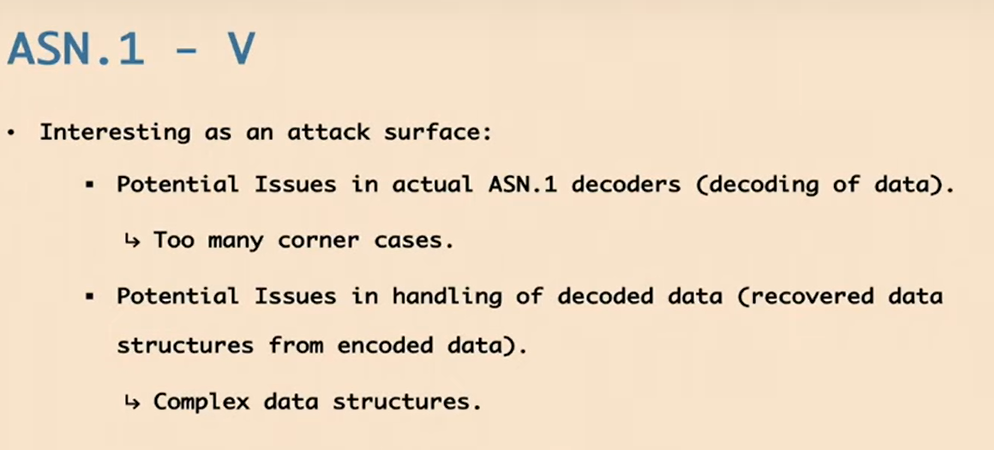 ASN.1 – V
• Interesting as an attack surface:
▪ Potential Issues in actual ASN.1 decoders (decoding of data).
↳ Too many corner cases.
▪ Potential Issues in handling of decoded data (recovered data
structures from encoded data).
↳ Complex data structures.